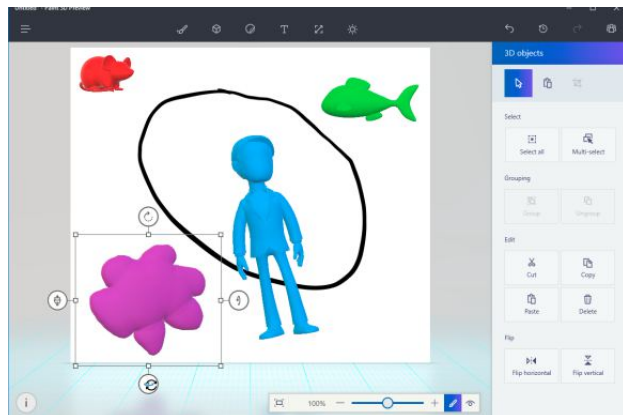 Untitled - Paint 3D Preview
T
3D objects
Select
Select all
Multi-select
Grouping
Group
Ungroup
Edit
Cut
Copy
Paste
Delete
Flip
Flip horizontal
Flip vertical
i
100%